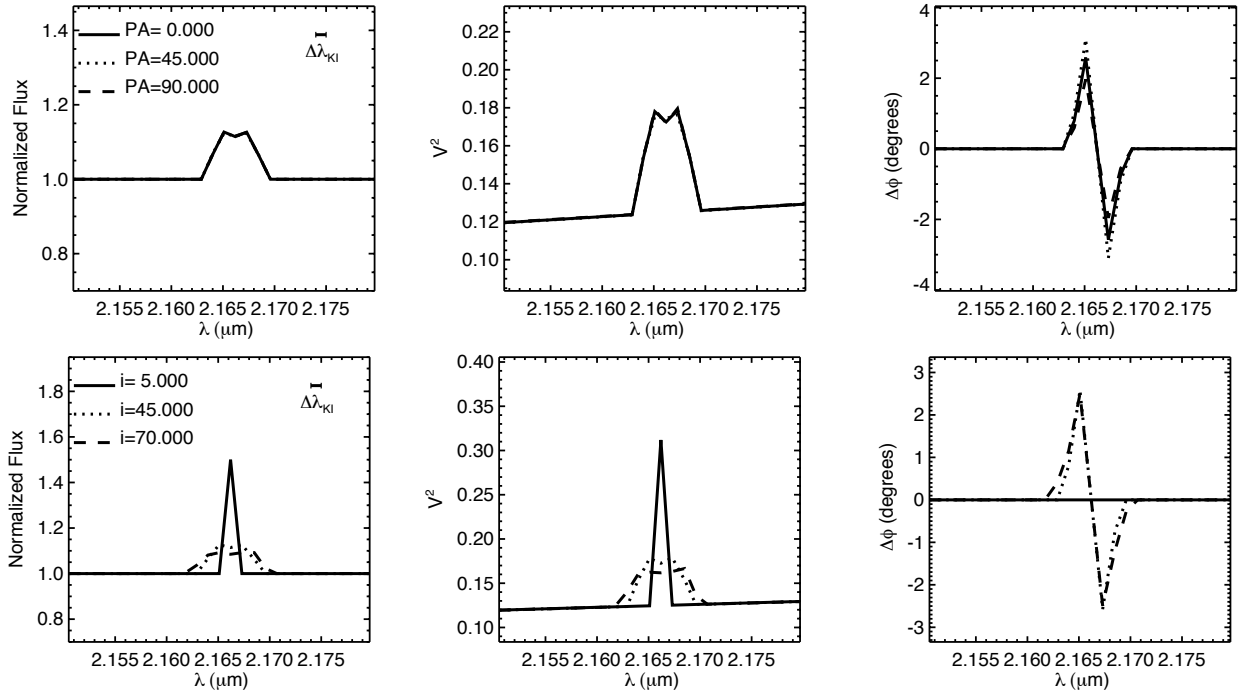 PA= 0.000
PA=45.000
PA=90.000
Δλ_KI
Normalized Flux
1.4
1.2
1.0
0.8
2.155 2.160 2.165 2.170 2.175
λ (μm)
V²
0.22
0.20
0.18
0.16
0.14
0.12
0.10
2.155 2.160 2.165 2.170 2.175
λ (μm)
Δϕ (degrees)
4
2
0
-2
-4
2.155 2.160 2.165 2.170 2.175
λ (μm)
i= 5.000
i=45.000
i=70.000
Δλ_KI
Normalized Flux
1.8
1.6
1.4
1.2
1.0
0.8
2.155 2.160 2.165 2.170 2.175
λ (μm)
V²
0.40
0.35
0.30
0.25
0.20
0.15
0.10
2.155 2.160 2.165 2.170 2.175
λ (μm)
Δϕ (degrees)
3
2
1
0
-1
-2
-3
2.155 2.160 2.165 2.170 2.175
λ (μm)